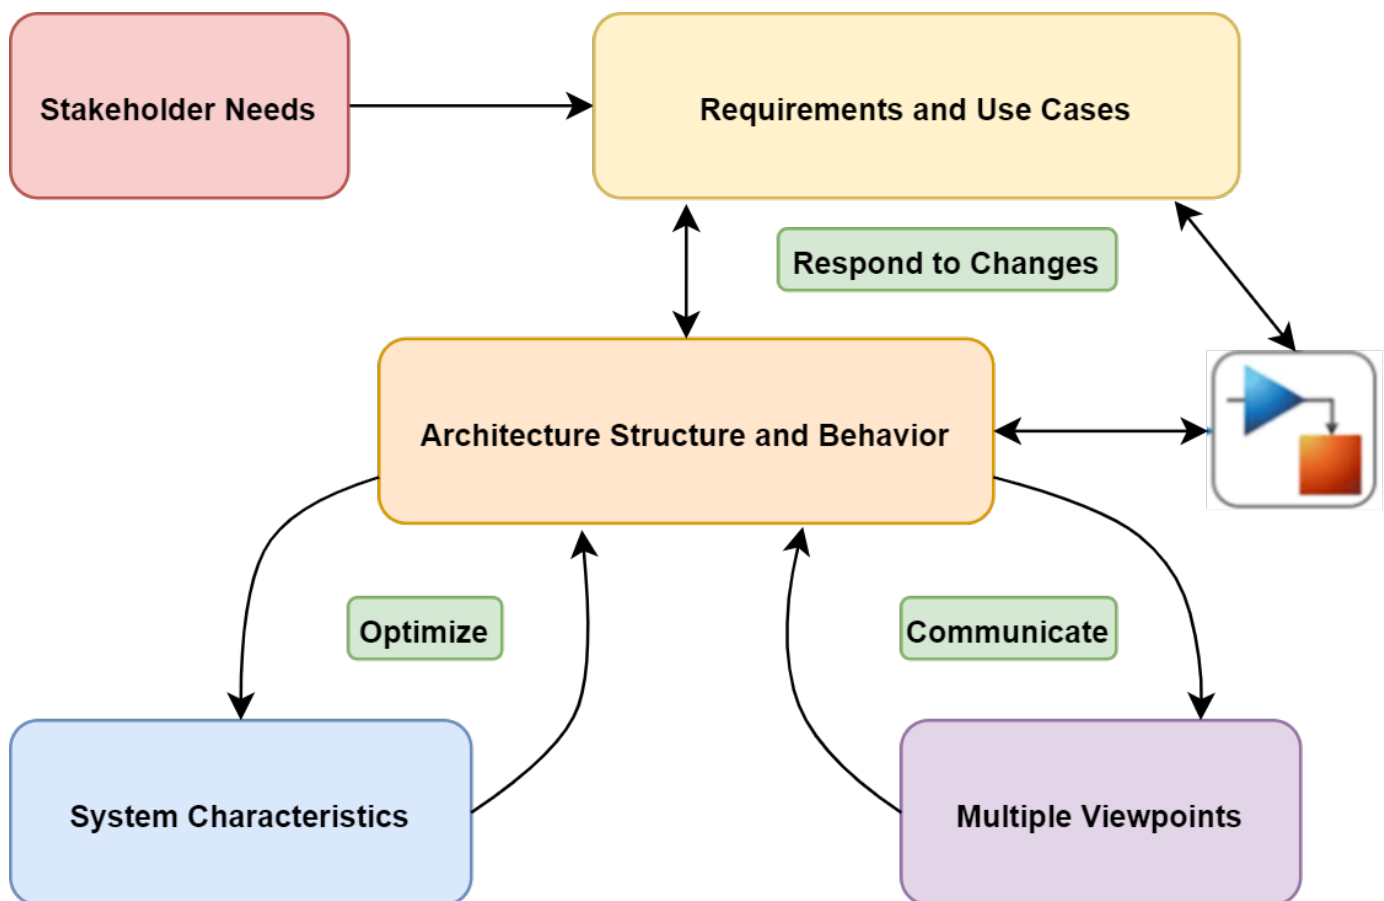 Stakeholder Needs
Requirements and Use Cases
Respond to Changes
Architecture Structure and Behavior
Optimize
Communicate
System Characteristics
Multiple Viewpoints